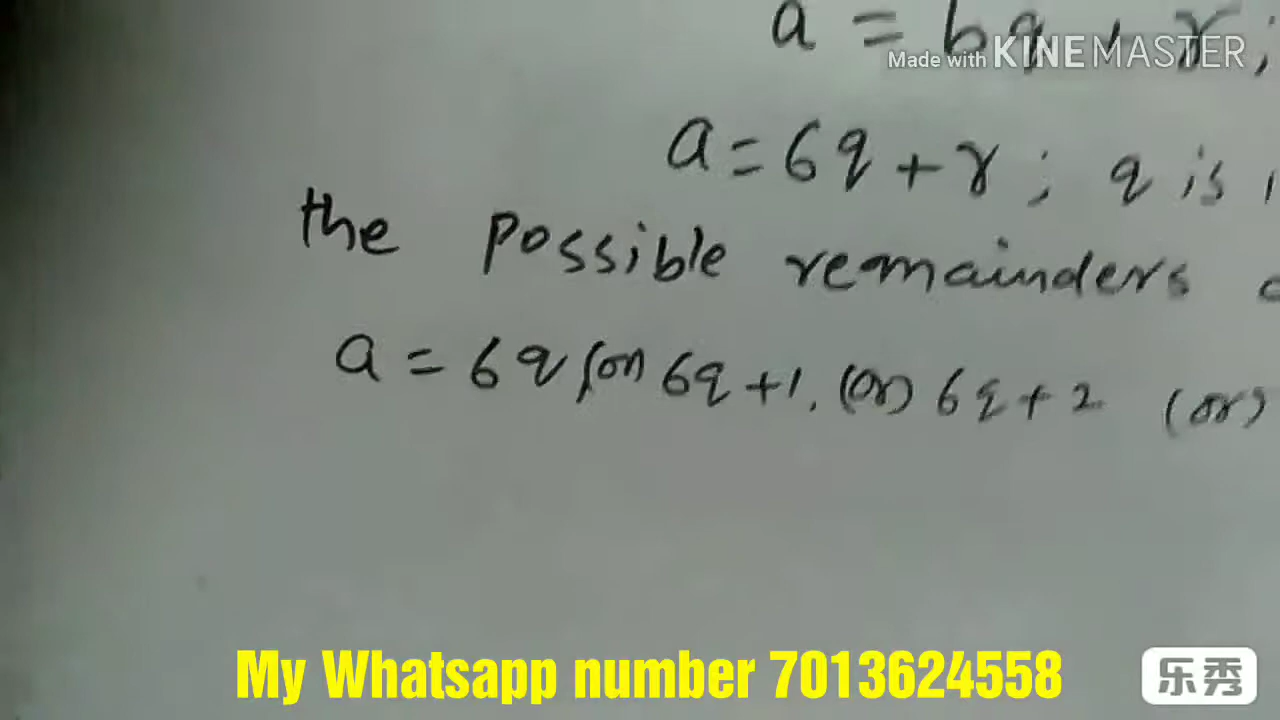 a = bq + r ;
Made with KINEMASTER
a = 6q + r ; q is
the possible remainders
a = 6q (or) 6q + 1, (or) 6q + 2 (or)
My Whatsapp number 7013624558
乐秀